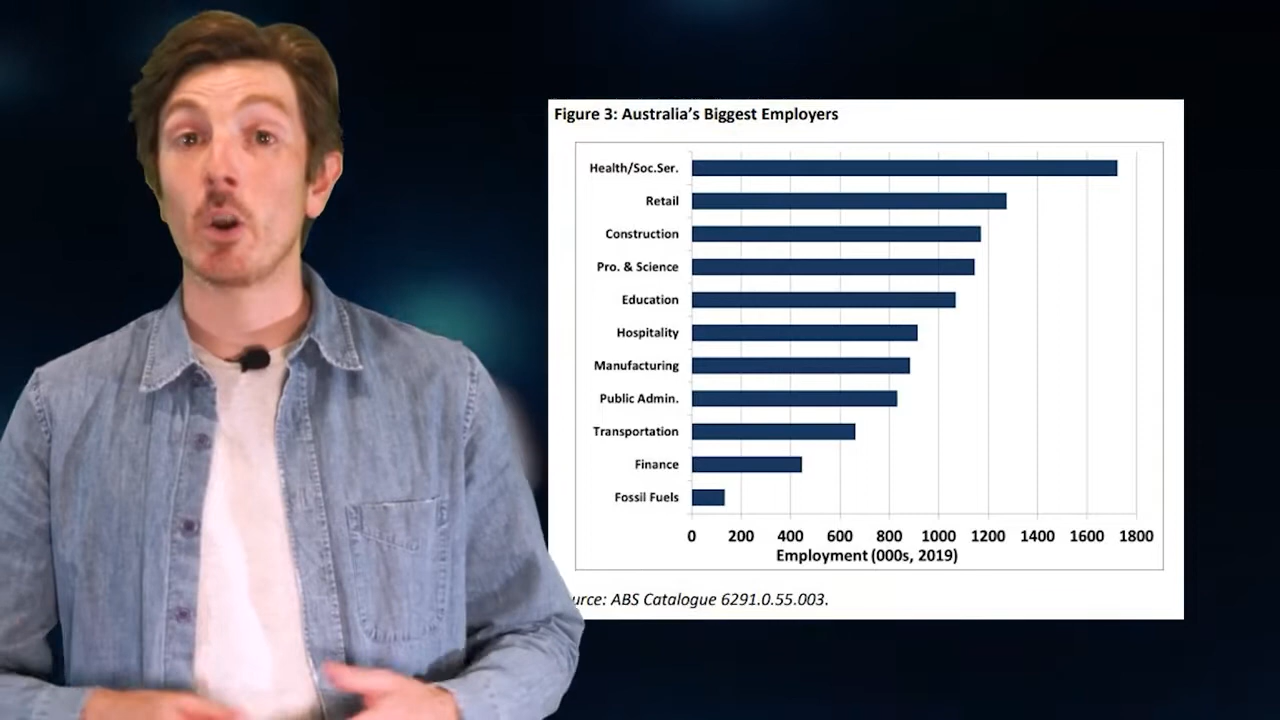 Figure 3: Australia's Biggest Employers
Health/Soc.Ser.
Retail
Construction
Pro. & Science
Education
Hospitality
Manufacturing
Public Admin.
Transportation
Finance
Fossil Fuels
0 200 400 600 800 1000 1200 1400 1600 1800
Employment (000s, 2019)
urce: ABS Catalogue 6291.0.55.003.